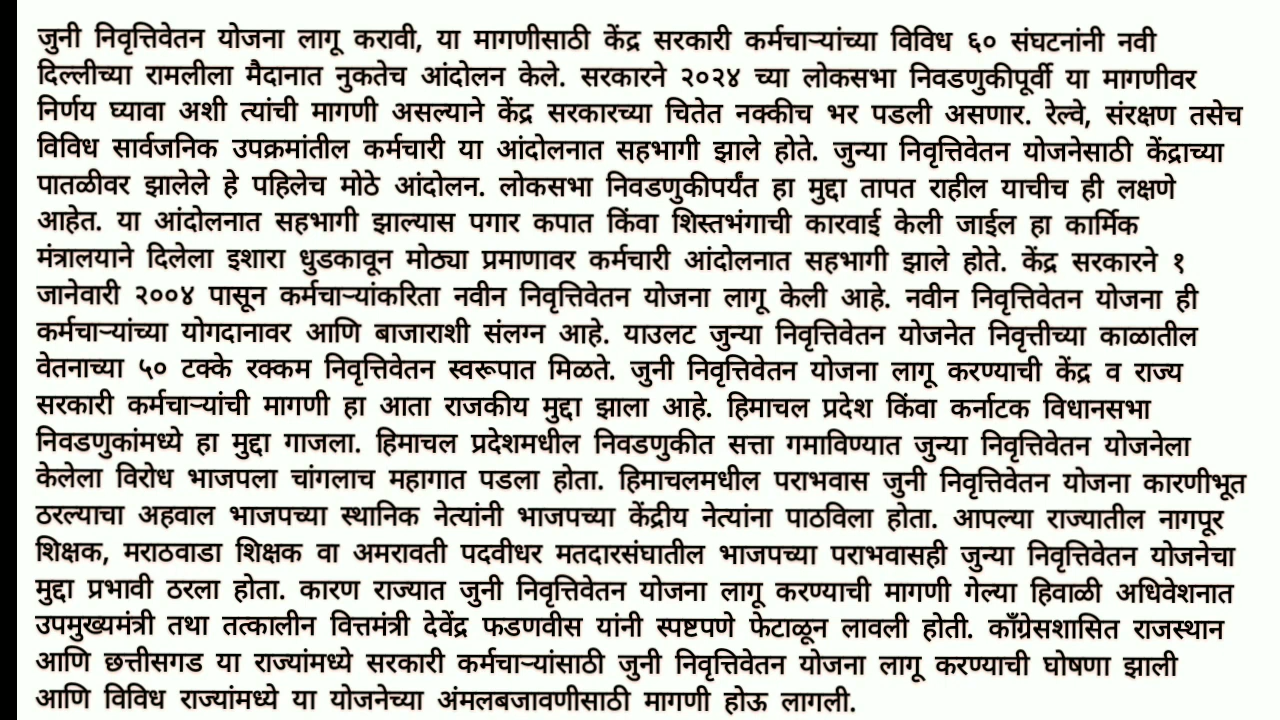 जुनी निवृत्तिवेतन योजना लागू करावी, या मागणीसाठी केंद्र सरकारी कर्मचाऱ्यांच्या विविध ६० संघटनांनी नवी
दिल्लीच्या रामलीला मैदानात नुकतेच आंदोलन केले. सरकारने २०२४ च्या लोकसभा निवडणुकीपूर्वी या मागणीवर
निर्णय घ्यावा अशी त्यांची मागणी असल्याने केंद्र सरकारच्या चितेत नक्कीच भर पडली असणार. रेल्वे, संरक्षण तसेच
विविध सार्वजनिक उपक्रमांतील कर्मचारी या आंदोलनात सहभागी झाले होते. जुन्या निवृत्तिवेतन योजनेसाठी केंद्राच्या
पातळीवर झालेले हे पहिलेच मोठे आंदोलन. लोकसभा निवडणुकीपर्यंत हा मुद्दा तापत राहील याचीच ही लक्षणे
आहेत. या आंदोलनात सहभागी झाल्यास पगार कपात किंवा शिस्तभंगाची कारवाई केली जाईल हा कार्मिक
मंत्रालयाने दिलेला इशारा धुडकावून मोठ्या प्रमाणावर कर्मचारी आंदोलनात सहभागी झाले होते. केंद्र सरकारने १
जानेवारी २००४ पासून कर्मचाऱ्यांकरिता नवीन निवृत्तिवेतन योजना लागू केली आहे. नवीन निवृत्तिवेतन योजना ही
कर्मचाऱ्यांच्या योगदानावर आणि बाजाराशी संलग्न आहे. याउलट जुन्या निवृत्तिवेतन योजनेत निवृत्तीच्या काळातील
वेतनाच्या ५० टक्के रक्कम निवृत्तिवेतन स्वरूपात मिळते. जुनी निवृत्तिवेतन योजना लागू करण्याची केंद्र व राज्य
सरकारी कर्मचाऱ्यांची मागणी हा आता राजकीय मुद्दा झाला आहे. हिमाचल प्रदेश किंवा कर्नाटक विधानसभा
निवडणुकांमध्ये हा मुद्दा गाजला. हिमाचल प्रदेशमधील निवडणुकीत सत्ता गमाविण्यात जुन्या निवृत्तिवेतन योजनेला
केलेला विरोध भाजपला चांगलाच महागात पडला होता. हिमाचलमधील पराभवास जुनी निवृत्तिवेतन योजना कारणीभूत
ठरल्याचा अहवाल भाजपच्या स्थानिक नेत्यांनी भाजपच्या केंद्रीय नेत्यांना पाठविला होता. आपल्या राज्यातील नागपूर
शिक्षक, मराठवाडा शिक्षक वा अमरावती पदवीधर मतदारसंघातील भाजपच्या पराभवासही जुन्या निवृत्तिवेतन योजनेचा
मुद्दा प्रभावी ठरला होता. कारण राज्यात जुनी निवृत्तिवेतन योजना लागू करण्याची मागणी गेल्या हिवाळी अधिवेशनात
उपमुख्यमंत्री तथा तत्कालीन वित्तमंत्री देवेंद्र फडणवीस यांनी स्पष्टपणे फेटाळून लावली होती. काँग्रेसशासित राजस्थान
आणि छत्तीसगड या राज्यांमध्ये सरकारी कर्मचाऱ्यांसाठी जुनी निवृत्तिवेतन योजना लागू करण्याची घोषणा झाली
आणि विविध राज्यांमध्ये या योजनेच्या अंमलबजावणीसाठी मागणी होऊ लागली.